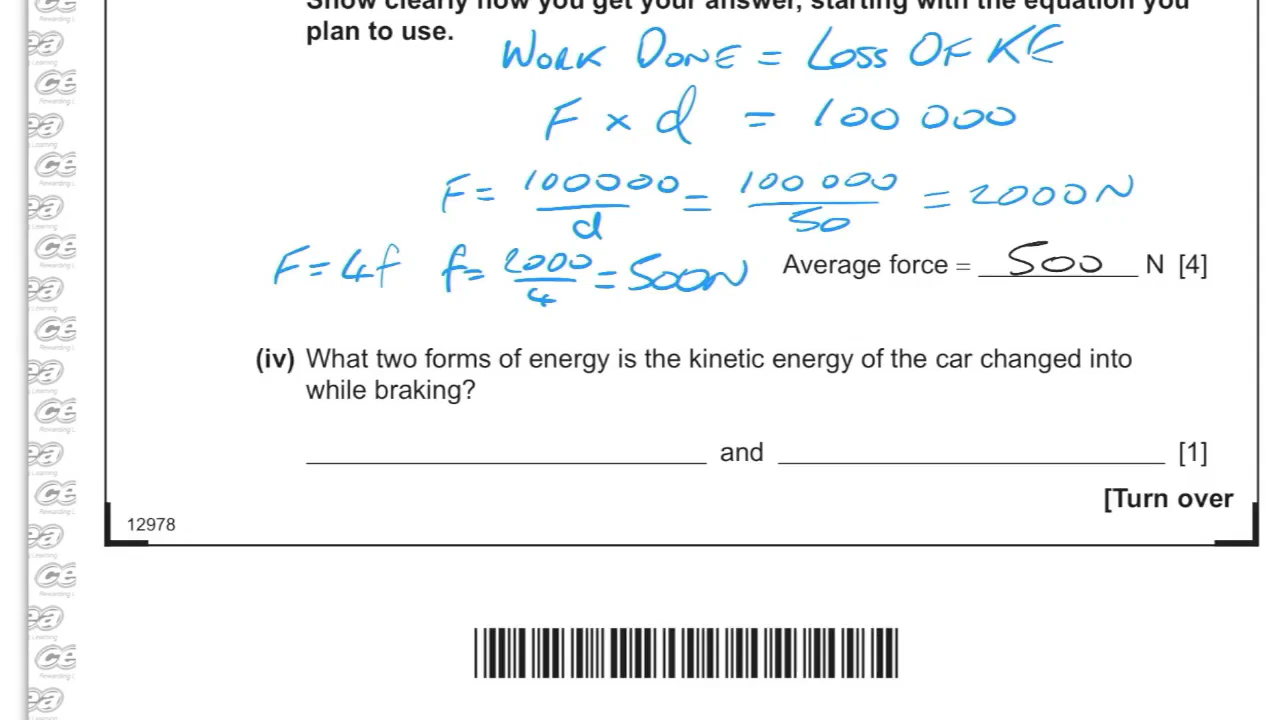 Show clearly how you get your answer, starting with the equation you
plan to use.
WORK DONE = LOSS OF KE
F × d = 100 000
F = 100000 / d = 100 000 / 50 = 2000N
F = 4f f = 2000 / 4 = 500N Average force = 500 N [4]
(iv) What two forms of energy is the kinetic energy of the car changed into
while braking?
and [1]
[Turn over
12978